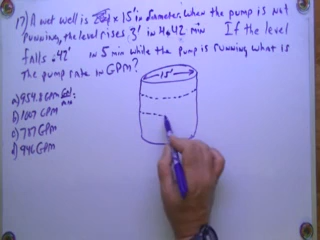 17) A wet well is x 15' in diameter. When the pump is not
running, the level rises 3' in 4.42 min If the level
falls .42' in 5 min while the pump is running what is
the pump rate in GPM?
15'
a) 954.8 GPM
b) 1007 GPM
c) 787 GPM
d) 946 GPM